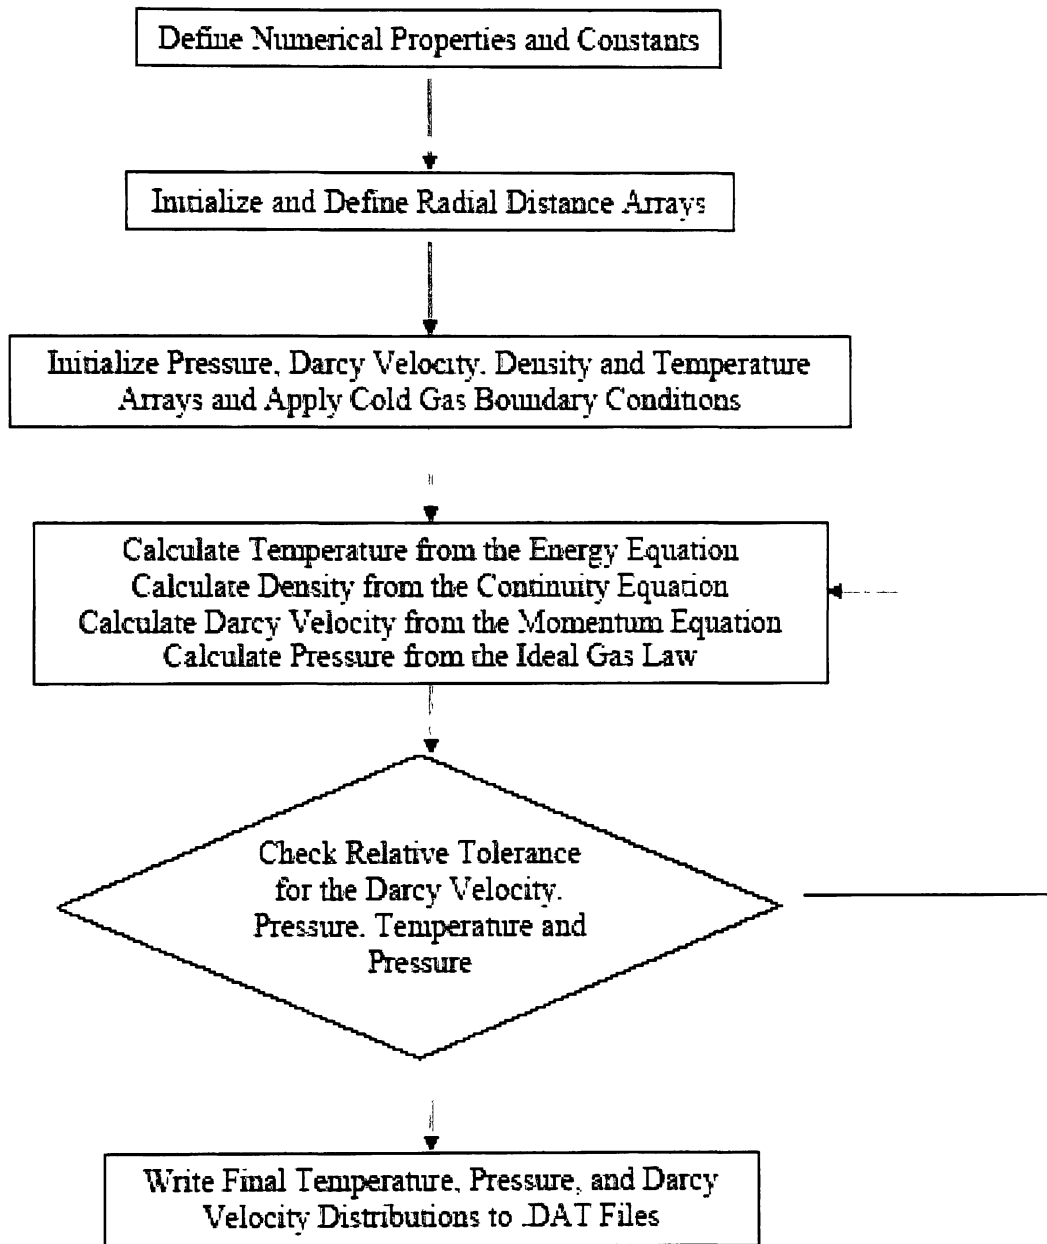 Define Numerical Properties and Constants
Initialize and Define Radial Distance Arrays
Initialize Pressure, Darcy Velocity, Density and Temperature
Arrays and Apply Cold Gas Boundary Conditions
Calculate Temperature from the Energy Equation
Calculate Density from the Continuity Equation
Calculate Darcy Velocity from the Momentum Equation
Calculate Pressure from the Ideal Gas Law
Check Relative Tolerance
for the Darcy Velocity,
Pressure, Temperature and
Pressure
Write Final Temperature, Pressure, and Darcy
Velocity Distributions to .DAT Files